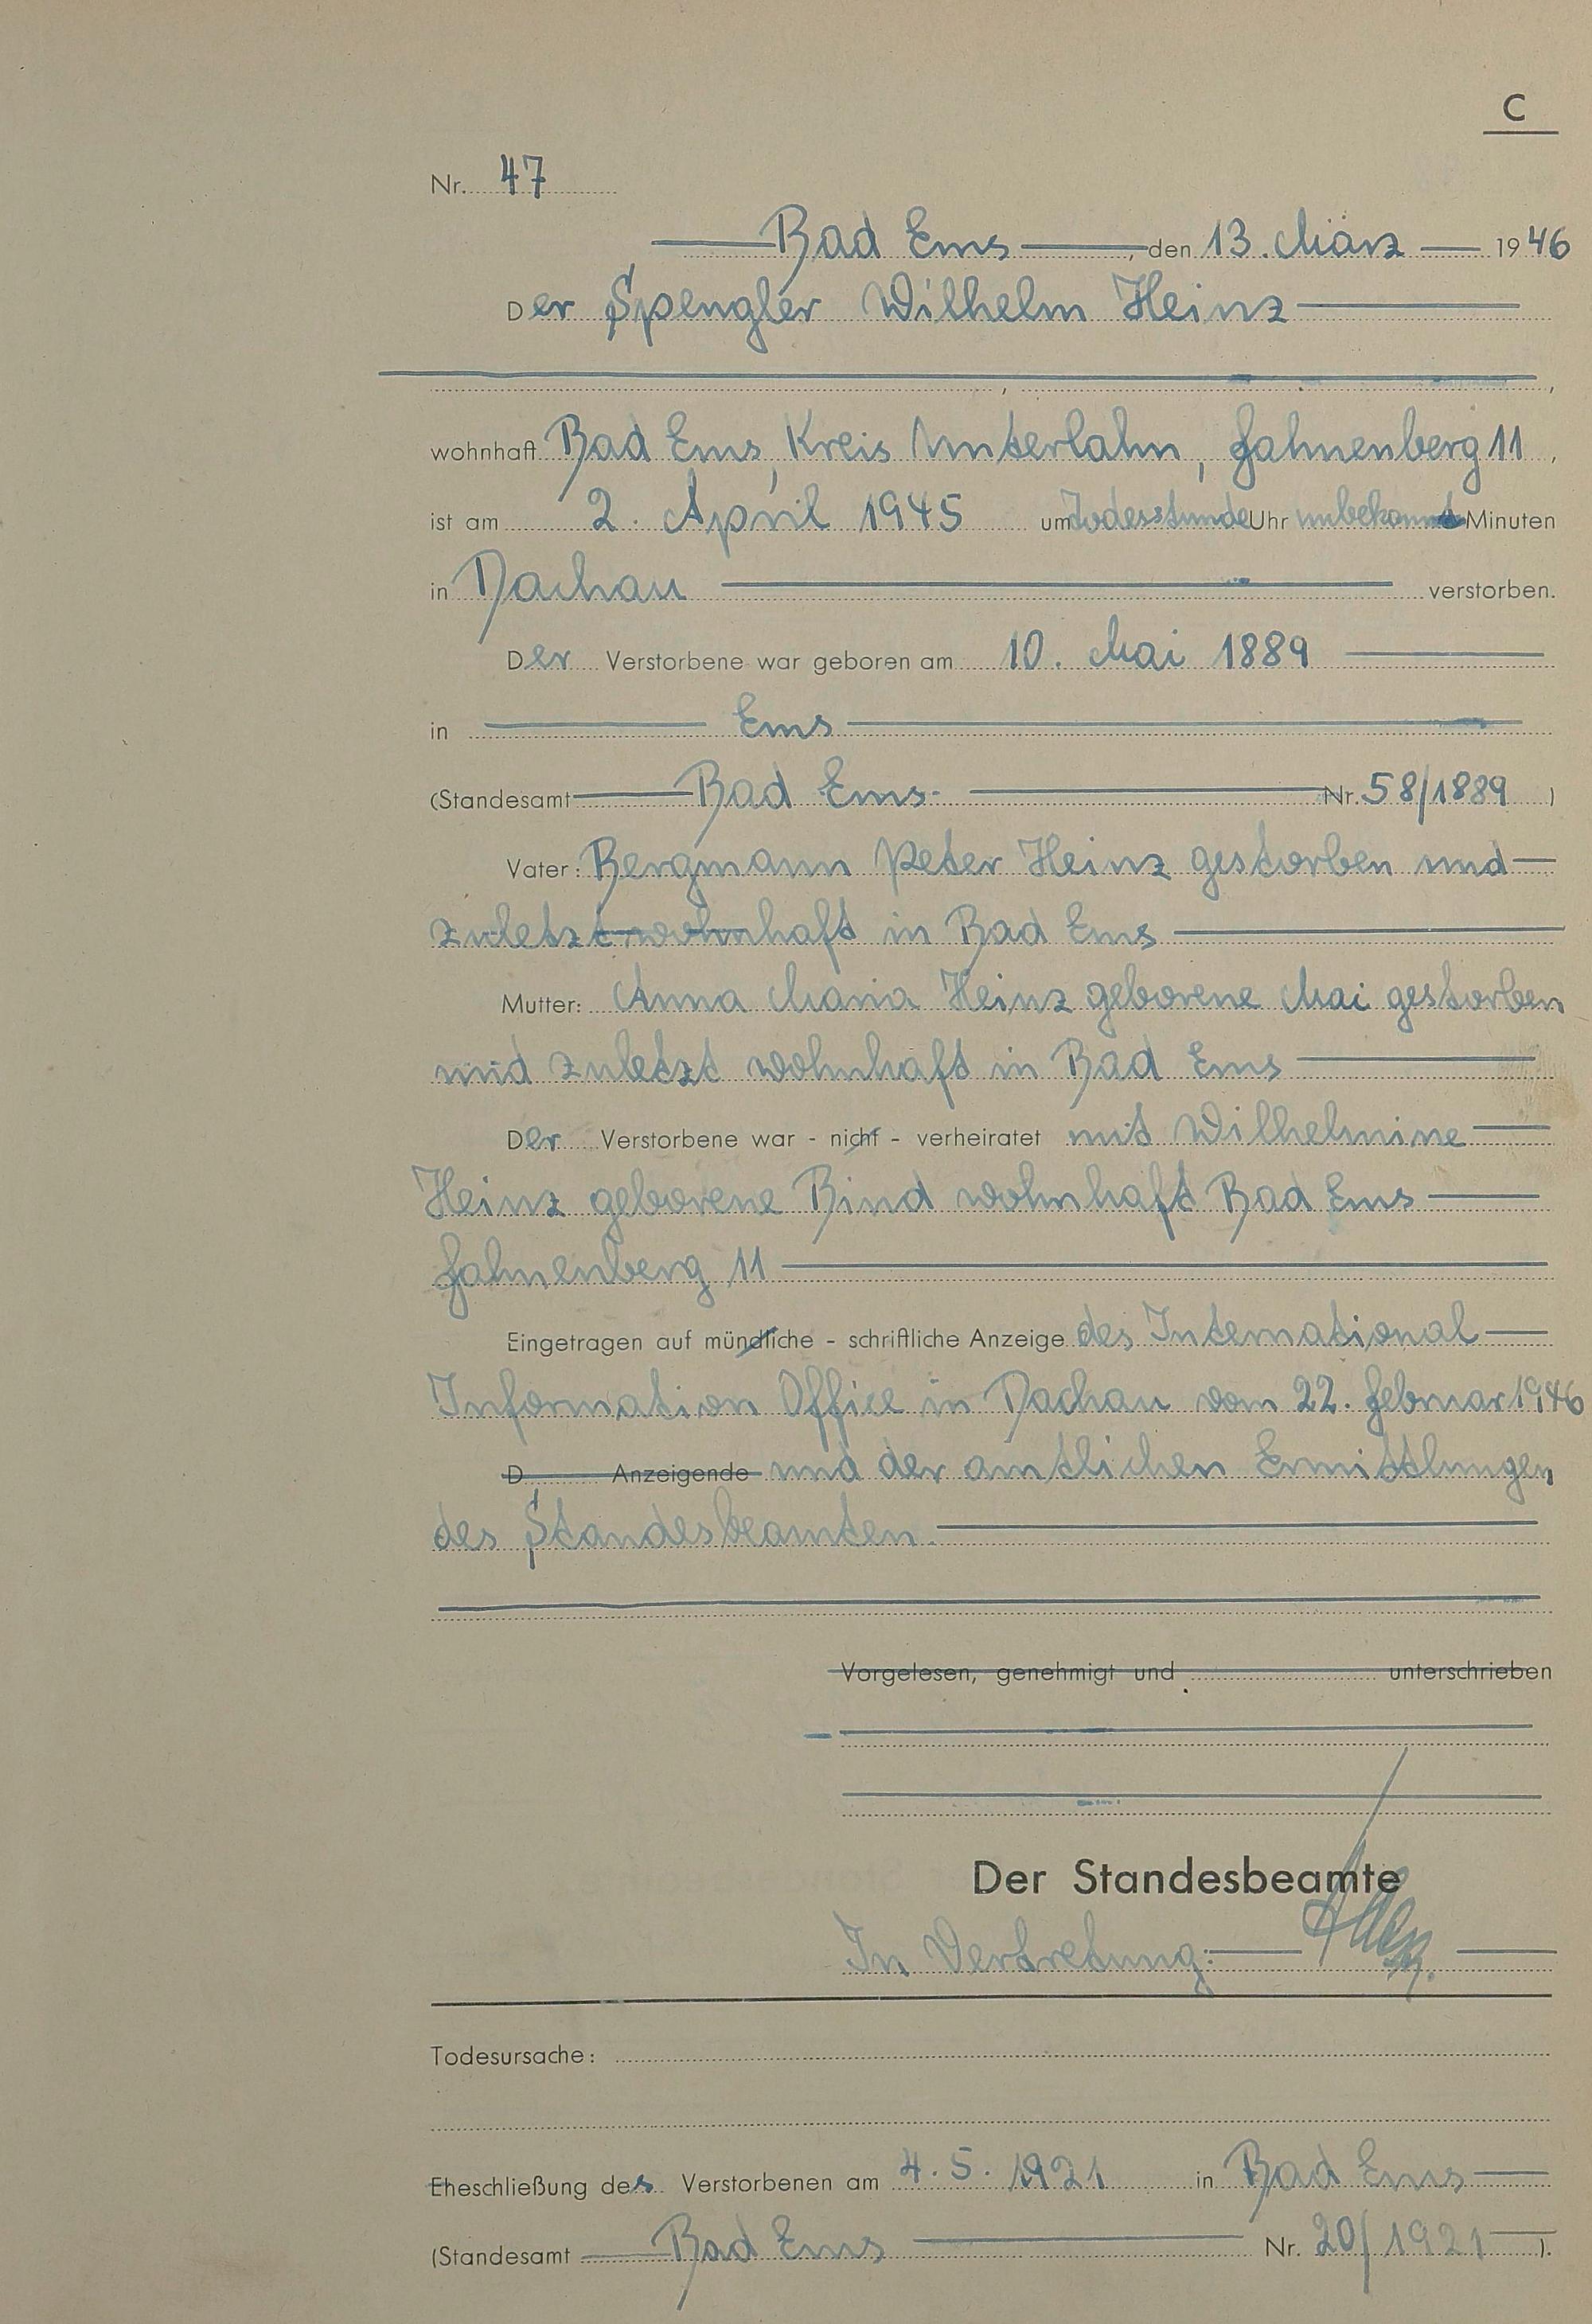 C
Nr. 47
Bad Ems, den 13. März 1946
Der Spengler Wilhelm Heinz
, ,
wohnhaft Bad Ems, Kreis Unterlahn, Fahnenberg 11,
ist am 2. April 1945 um Todesstunde Uhr unbekannt Minuten
in Dachau verstorben.
Der Verstorbene war geboren am 10. Mai 1889
in Ems
(Standesamt Bad Ems Nr. 58/1889)
Vater: Bergmann Peter Heinz gestorben und
zuletzt wohnhaft in Bad Ems
Mutter: Anna Maria Heinz geborene Mai gestorben
und zuletzt wohnhaft in Bad Ems
Der Verstorbene war - nicht - verheiratet mit Wilhelmine
Heinz geborene Bind wohnhaft Bad Ems
Fahnenberg 11
Eingetragen auf mündliche - schriftliche Anzeige des International
Information Office in Dachau vom 22. Februar 1946
D Anzeigende und der amtlichen Ermittlungen
des Standesbeamten.
Vorgelesen, genehmigt und unterschrieben
Der Standesbeamte
In Vertretung:
Todesursache:
Eheschließung des Verstorbenen am 4.5.1921 in Bad Ems
(Standesamt Bad Ems Nr. 20/1921).